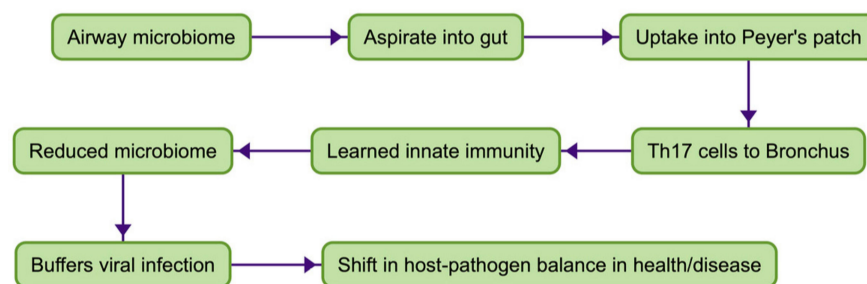 Airway microbiome
Aspirate into gut
Uptake into Peyer's patch
Th17 cells to Bronchus
Learned innate immunity
Reduced microbiome
Buffers viral infection
Shift in host-pathogen balance in health/disease